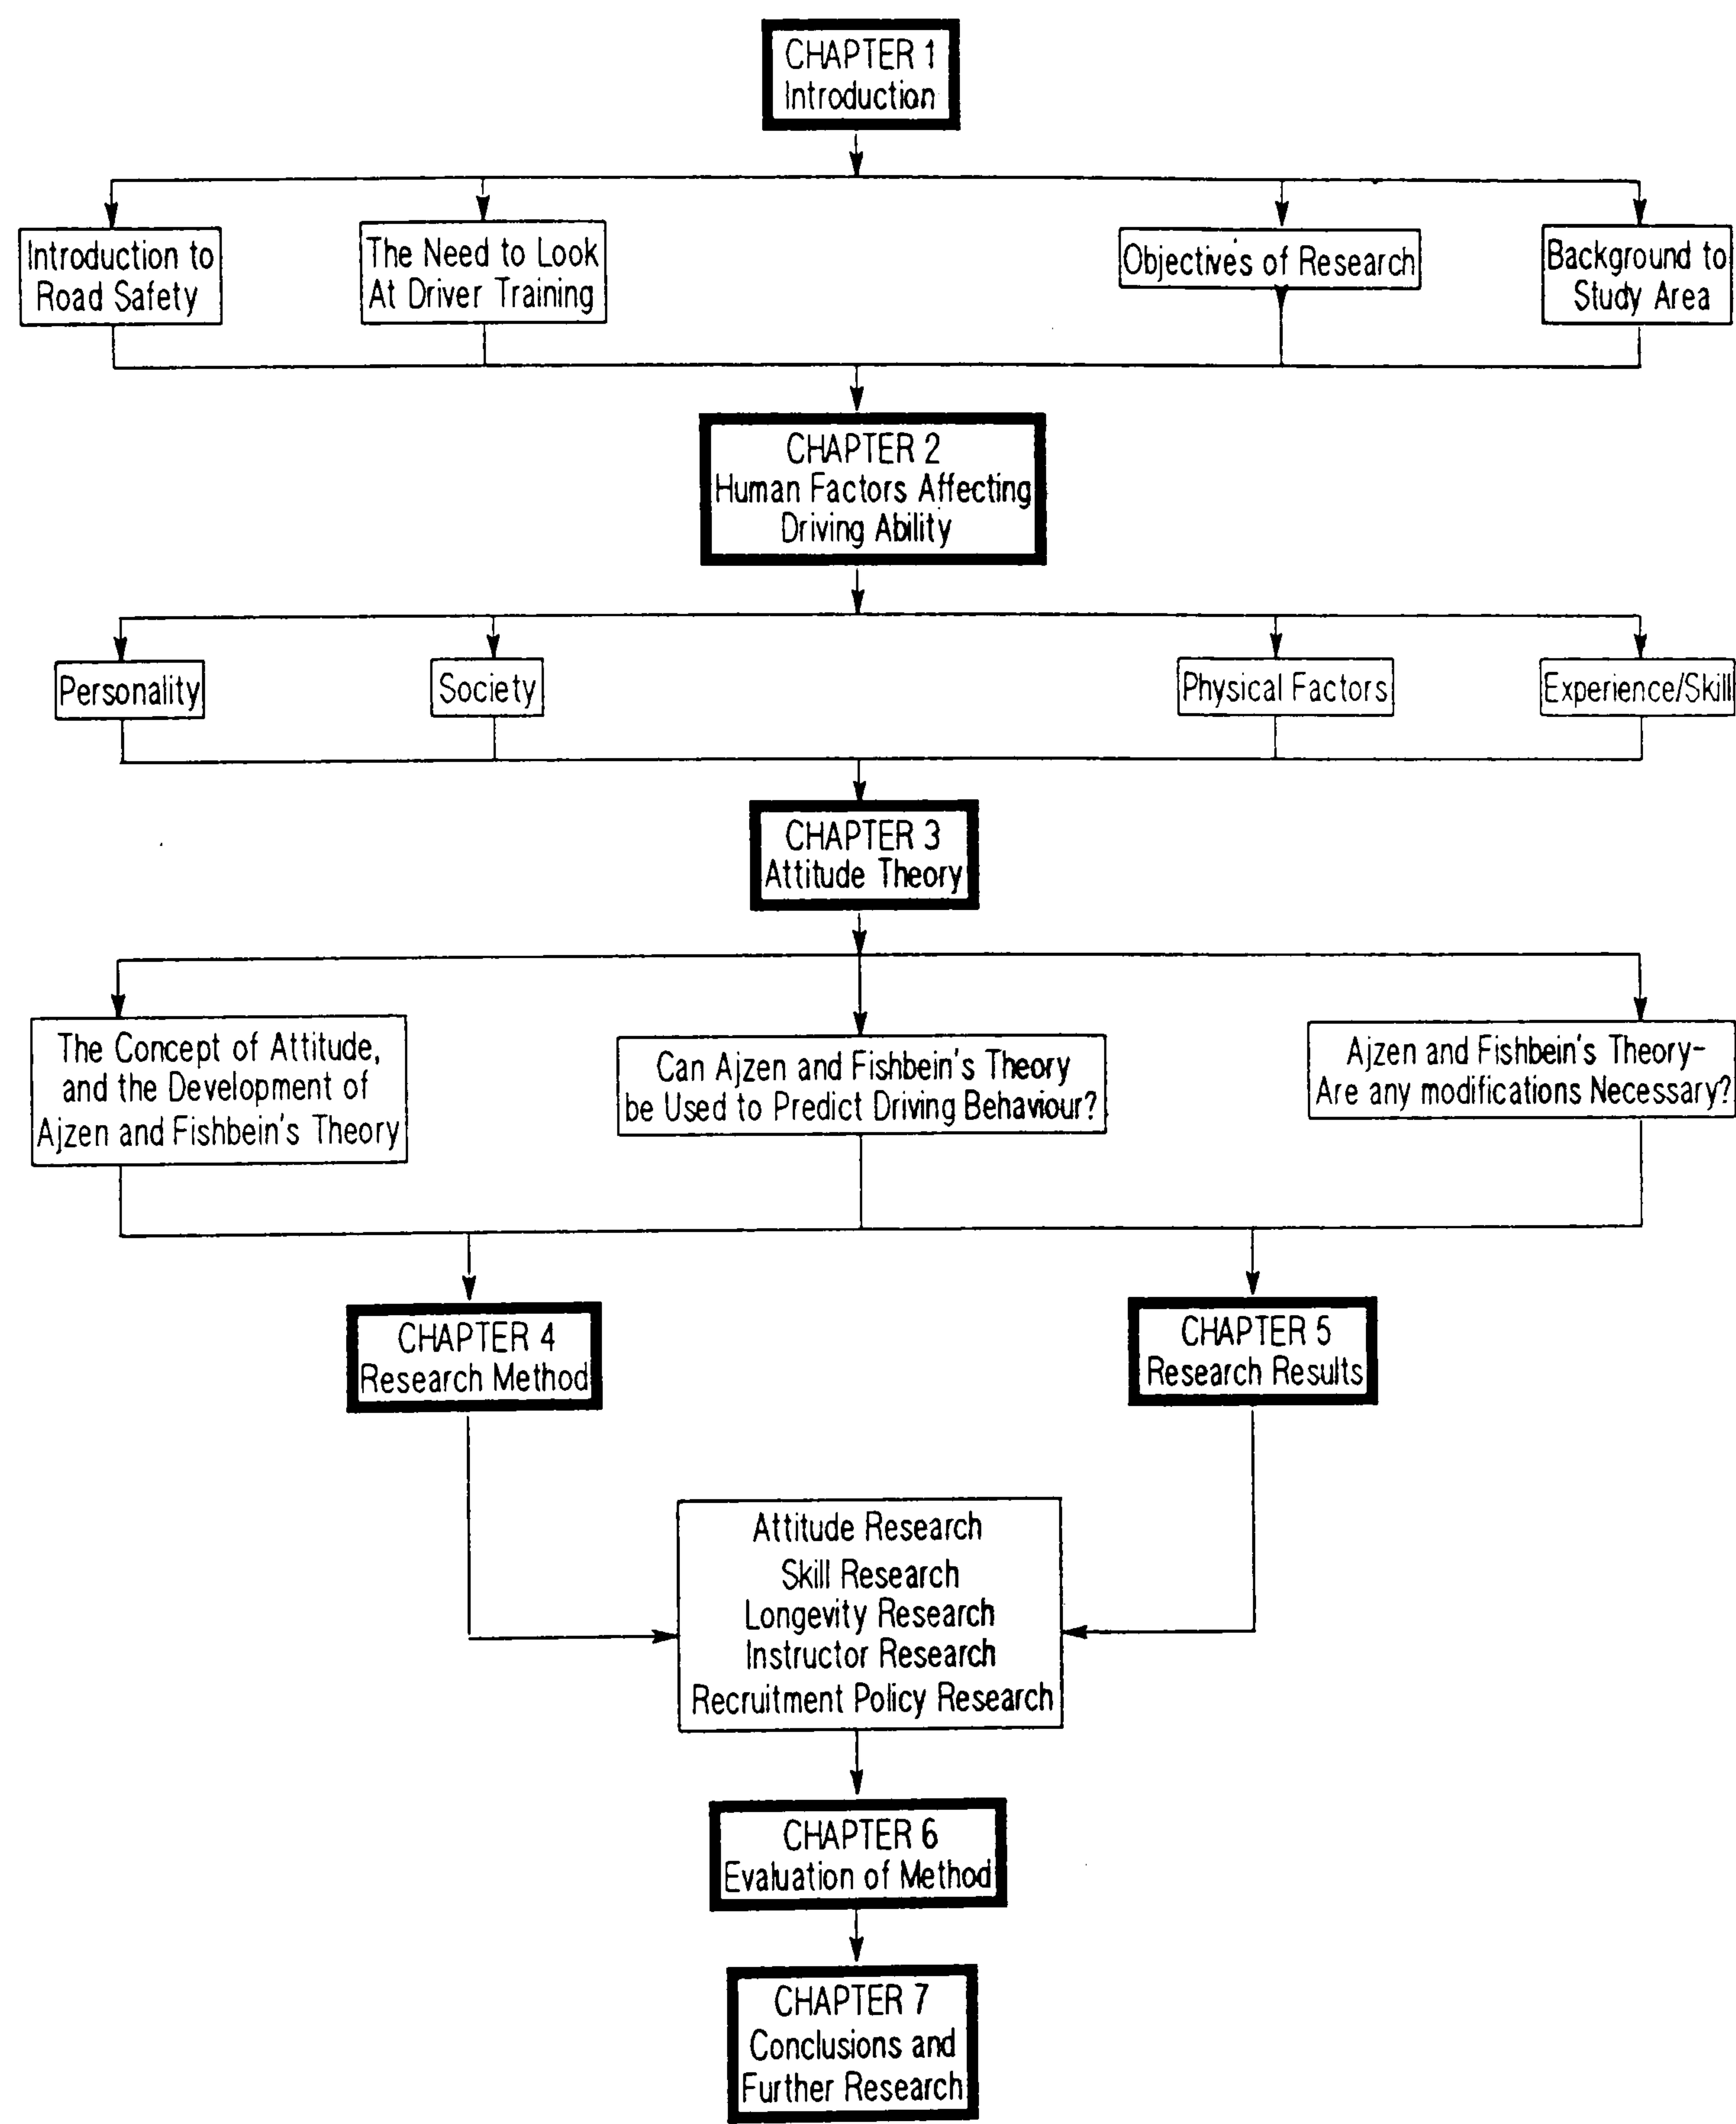 CHAPTER 1
Introduction
Introduction to
Road Safety
The Need to Look
At Driver Training
Objectives of Research
Background to
Study Area
CHAPTER 2
Human Factors Affecting
Driving Ability
Personality
Society
Physical Factors
Experience/Skill
CHAPTER 3
Attitude Theory
The Concept of Attitude,
and the Development of
Ajzen and Fishbein's Theory
Can Ajzen and Fishbein's Theory
be Used to Predict Driving Behaviour?
Ajzen and Fishbein's Theory-
Are any modifications Necessary?
CHAPTER 4
Research Method
CHAPTER 5
Research Results
Attitude Research
Skill Research
Longevity Research
Instructor Research
Recruitment Policy Research
CHAPTER 6
Evaluation of Method
CHAPTER 7
Conclusions and
Further Research